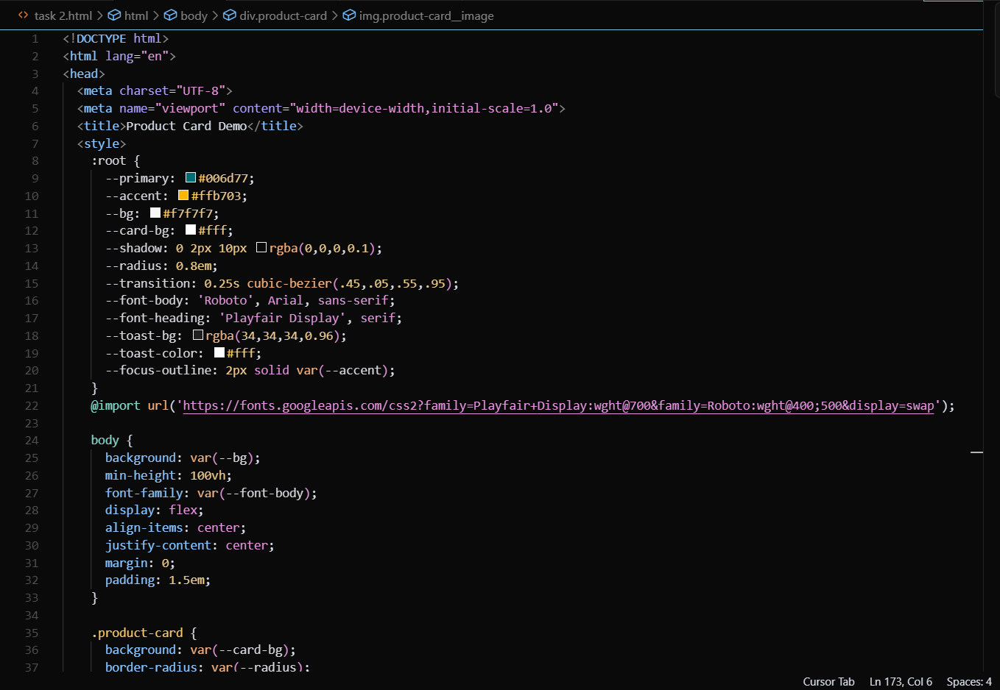 task 2.html > html > body > div.product-card > img.product-card__image
1 <!DOCTYPE html>
2 <html lang="en">
3 <head>
4 <meta charset="UTF-8">
5 <meta name="viewport" content="width=device-width,initial-scale=1.0">
6 <title>Product Card Demo</title>
7 <style>
8 :root {
9 --primary: #006d77;
10 --accent: #ffb703;
11 --bg: #f7f7f7;
12 --card-bg: #fff;
13 --shadow: 0 2px 10px rgba(0,0,0,0.1);
14 --radius: 0.8em;
15 --transition: 0.25s cubic-bezier(.45,.05,.55,.95);
16 --font-body: 'Roboto', Arial, sans-serif;
17 --font-heading: 'Playfair Display', serif;
18 --toast-bg: rgba(34,34,34,0.96);
19 --toast-color: #fff;
20 --focus-outline: 2px solid var(--accent);
21 }
22 @import url('https://fonts.googleapis.com/css2?family=Playfair+Display:wght@700&family=Roboto:wght@400;500&display=swap');
23
24 body {
25 background: var(--bg);
26 min-height: 100vh;
27 font-family: var(--font-body);
28 display: flex;
29 align-items: center;
30 justify-content: center;
31 margin: 0;
32 padding: 1.5em;
33 }
34
35 .product-card {
36 background: var(--card-bg);
37 border-radius: var(--radius);
Cursor Tab Ln 173, Col 6 Spaces: 4